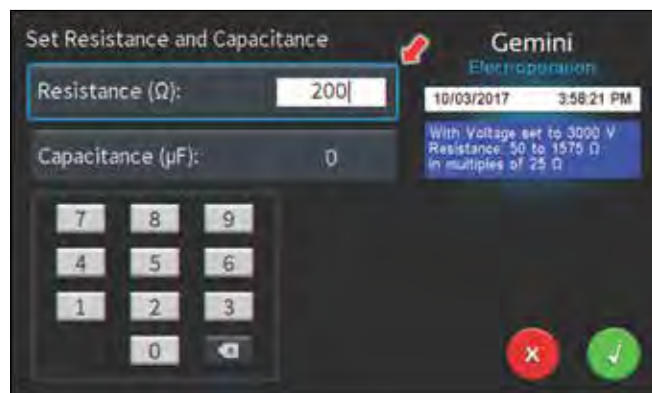 Set Resistance and Capacitance
Gemini
Electroporation
Resistance (Ω):
200
10/03/2017
3:58:21 PM
With Voltage set to 3000 V
Resistance: 50 to 1575 Ω
in multiples of 25 Ω
Capacitance (μF):
0
7 8 9
4 5 6
1 2 3
0